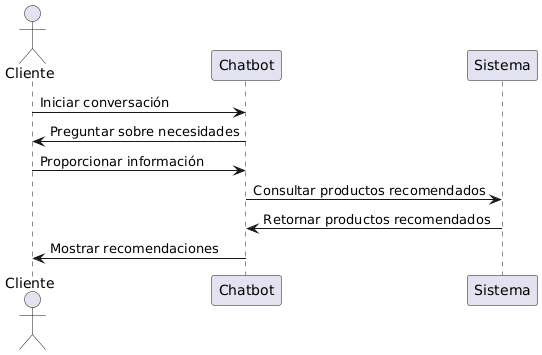 Cliente
Chatbot
Sistema
Iniciar conversación
Preguntar sobre necesidades
Proporcionar información
Consultar productos recomendados
Retornar productos recomendados
Mostrar recomendaciones
Cliente
Chatbot
Sistema